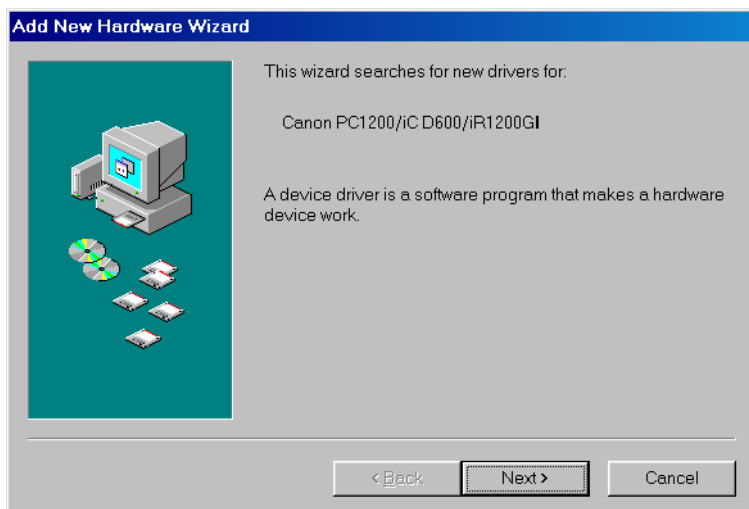 Add New Hardware Wizard
This wizard searches for new drivers for:
Canon PC1200/iC D600/iR1200GI
A device driver is a software program that makes a hardware
device work.
< Back
Next >
Cancel